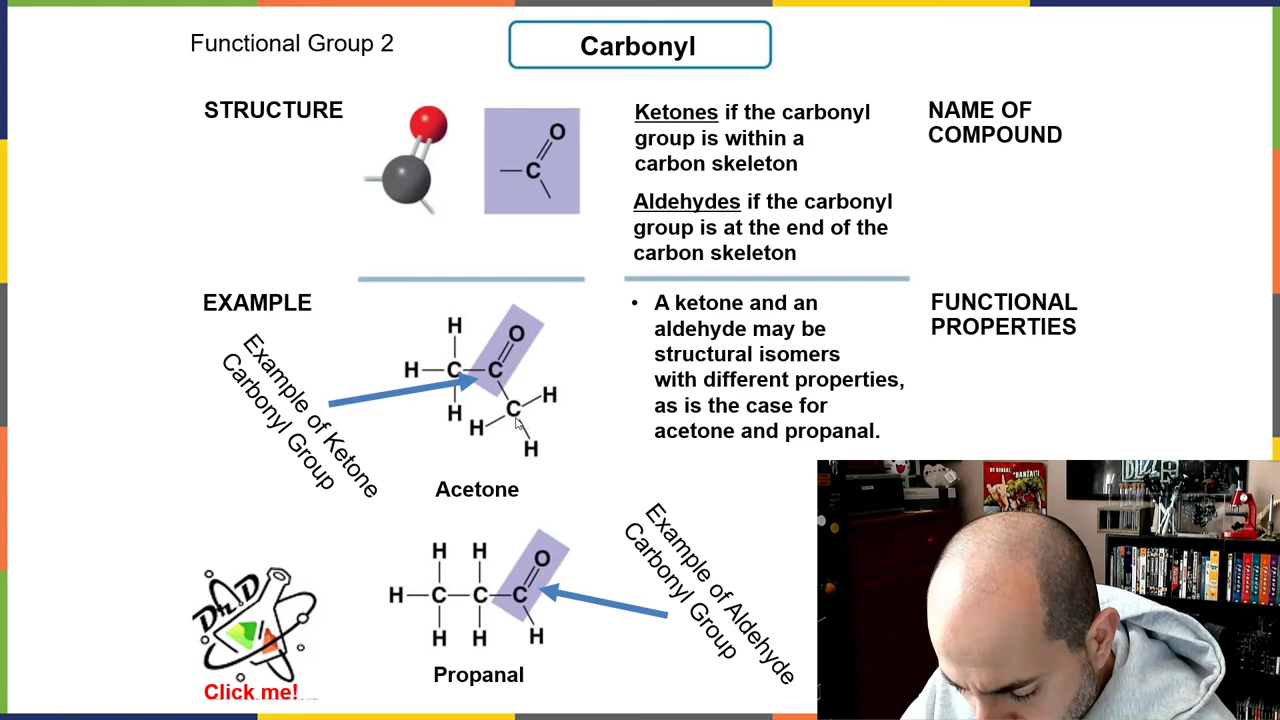 Functional Group 2
Carbonyl
STRUCTURE
O
C
Ketones if the carbonyl
group is within a
carbon skeleton
Aldehydes if the carbonyl
group is at the end of the
carbon skeleton
NAME OF
COMPOUND
EXAMPLE
Example of Ketone
Carbonyl Group
H
O
H C C
H
H
C
H
H
Acetone
• A ketone and an
aldehyde may be
structural isomers
with different properties,
as is the case for
acetone and propanal.
FUNCTIONAL
PROPERTIES
H H O
H C C C
H H H
Propanal
Example of Aldehyde
Carbonyl Group
Dr. D
Click me!
"BANZAI!"